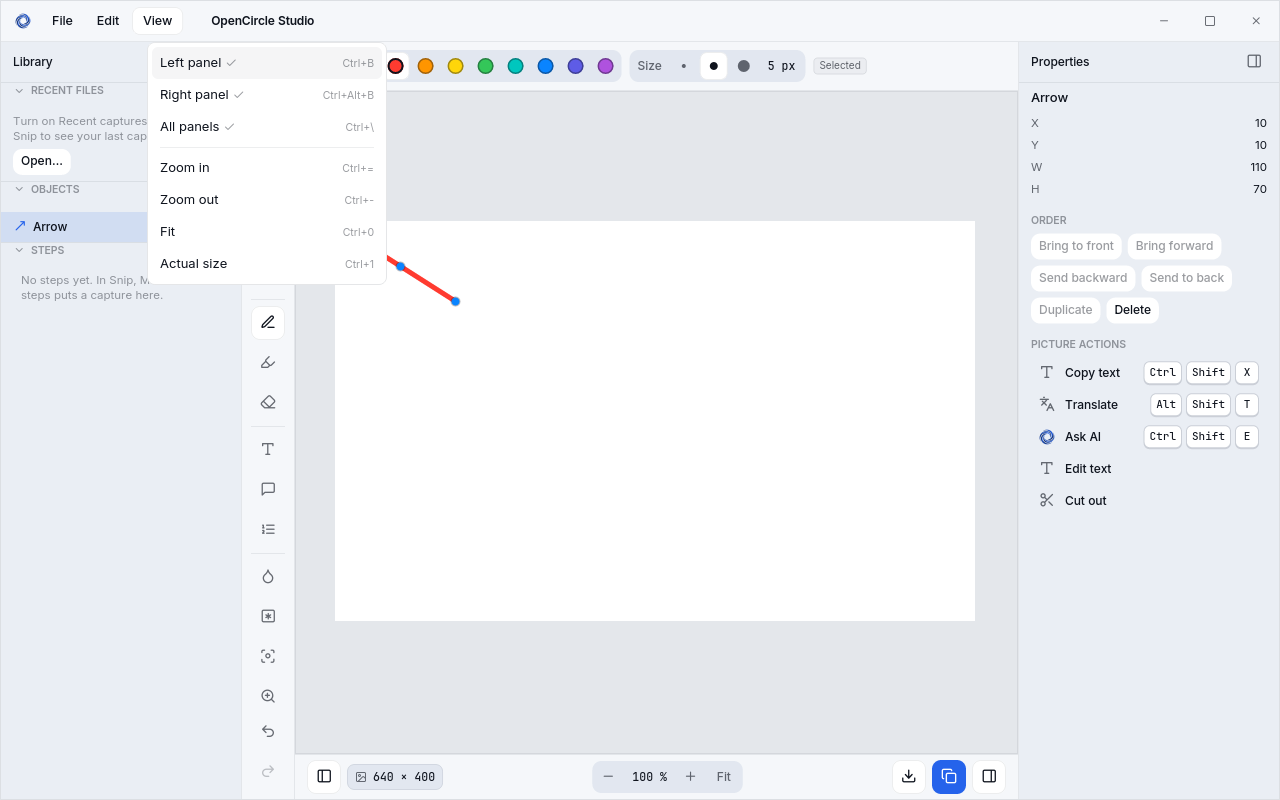 File Edit View OpenCircle Studio
Library
Left panel Ctrl+B
Right panel Ctrl+Alt+B
All panels Ctrl+\
Zoom in Ctrl+=
Zoom out Ctrl+-
Fit Ctrl+0
Actual size Ctrl+1
Size 5 px Selected
RECENT FILES
Turn on Recent captures
Snip to see your last cap
Open...
OBJECTS
Arrow
STEPS
No steps yet. In Snip, M
steps puts a capture here.
640 × 400
100 %
Fit
Properties
Arrow
X 10
Y 10
W 110
H 70
ORDER
Bring to front Bring forward
Send backward Send to back
Duplicate Delete
PICTURE ACTIONS
Copy text Ctrl Shift X
Translate Alt Shift T
Ask AI Ctrl Shift E
Edit text
Cut out